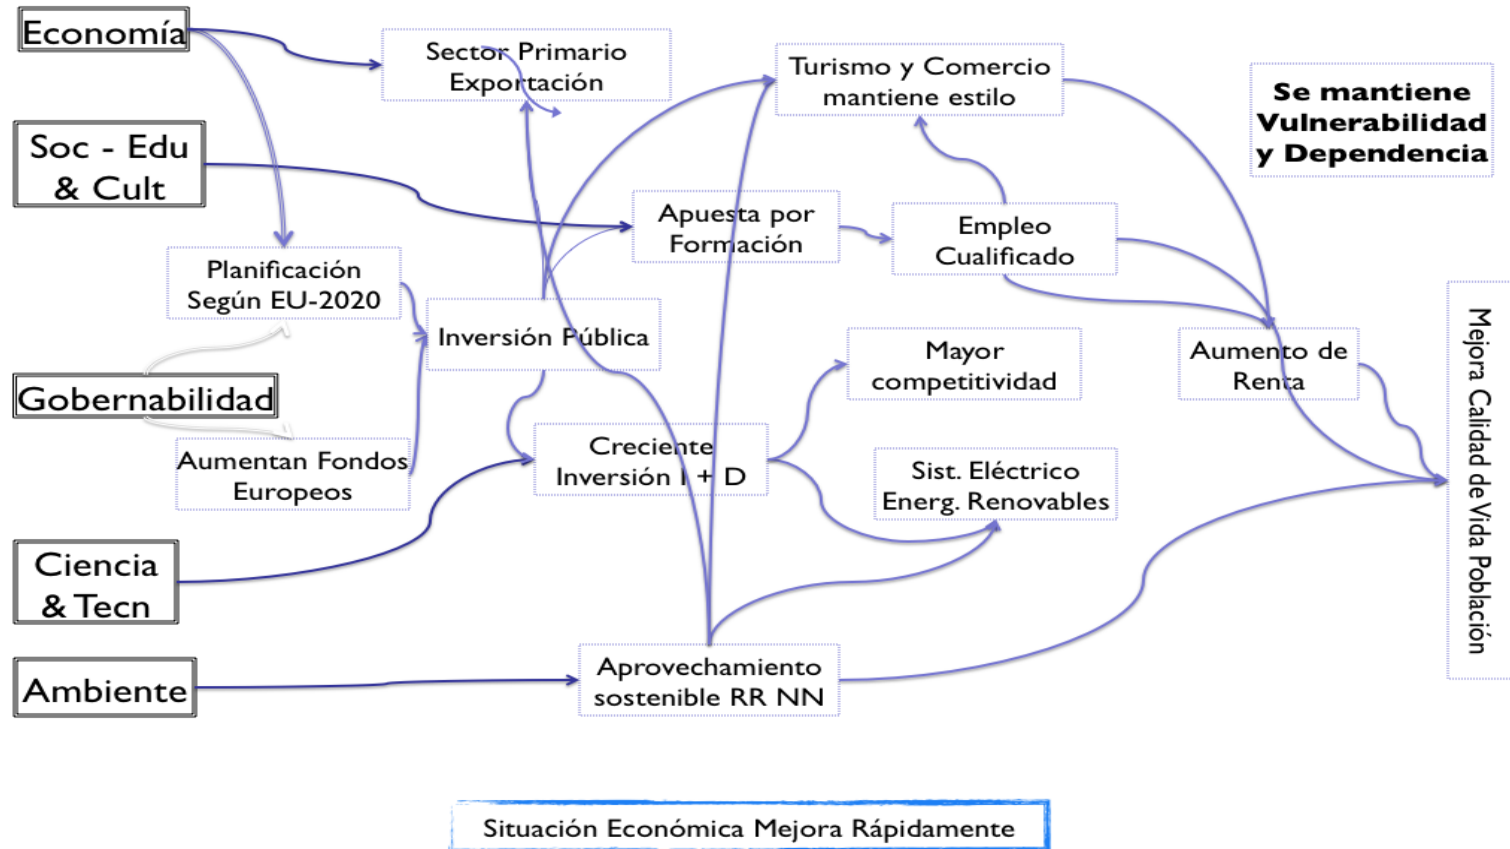 Economía
Sector Primario
Exportación
Turismo y Comercio
mantiene estilo
Se mantiene
Vulnerabilidad
y Dependencia
Soc - Edu
& Cult
Apuesta por
Formación
Empleo
Cualificado
Planificación
Según EU-2020
Inversión Pública
Mayor
competitividad
Aumento de
Renta
Mejora Calidad de Vida Población
Gobernabilidad
Aumentan Fondos
Europeos
Creciente
Inversión I + D
Sist. Eléctrico
Energ. Renovables
Ciencia
& Tecn
Ambiente
Aprovechamiento
sostenible RR NN
Situación Económica Mejora Rápidamente